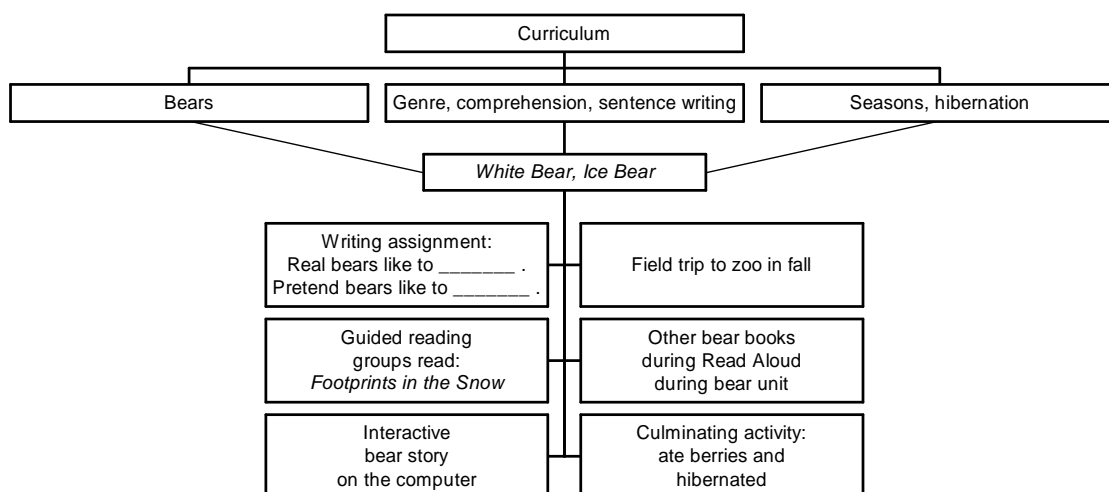 Curriculum
Bears
Genre, comprehension, sentence writing
Seasons, hibernation
White Bear, Ice Bear
Writing assignment:
Real bears like to _______ .
Pretend bears like to _______ .
Field trip to zoo in fall
Guided reading
groups read:
Footprints in the Snow
Other bear books
during Read Aloud
during bear unit
Interactive
bear story
on the computer
Culminating activity:
ate berries and
hibernated